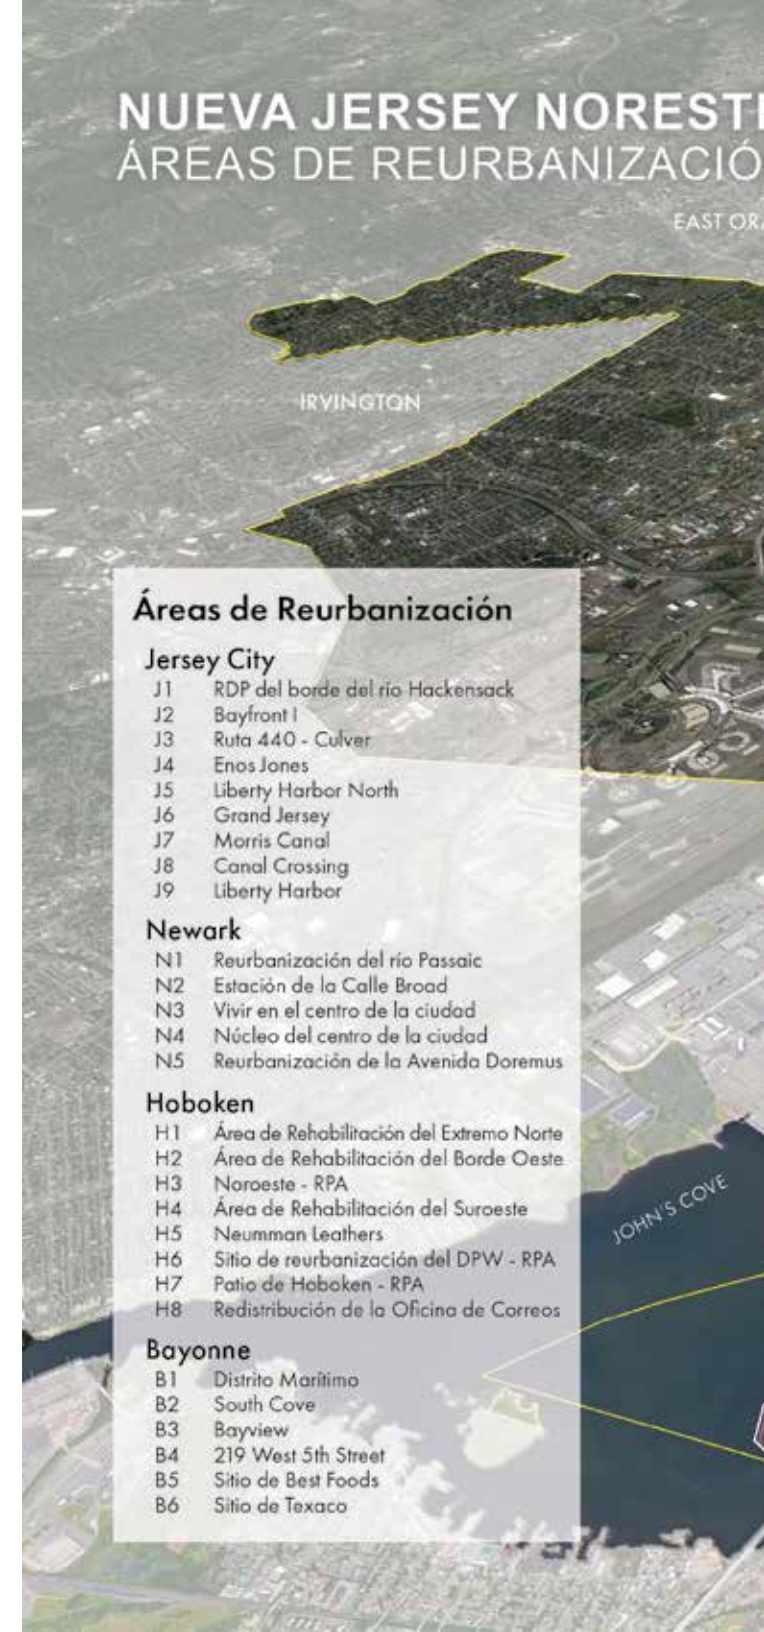 NUEVA JERSEY NORESTE
ÁREAS DE REURBANIZACIÓ
EAST OR
IRVINGTON
Áreas de Reurbanización
Jersey City
J1 RDP del borde del río Hackensack
J2 Bayfront I
J3 Ruta 440 - Culver
J4 Enos Jones
J5 Liberty Harbor North
J6 Grand Jersey
J7 Morris Canal
J8 Canal Crossing
J9 Liberty Harbor
Newark
N1 Reurbanización del río Passaic
N2 Estación de la Calle Broad
N3 Vivir en el centro de la ciudad
N4 Núcleo del centro de la ciudad
N5 Reurbanización de la Avenida Doremus
Hoboken
H1 Área de Rehabilitación del Extremo Norte
H2 Área de Rehabilitación del Borde Oeste
H3 Noroeste - RPA
H4 Área de Rehabilitación del Suroeste
H5 Neumman Leathers
H6 Sitio de reurbanización del DPW - RPA
H7 Patio de Hoboken - RPA
H8 Redistribución de la Oficina de Correos
JOHN'S COVE
Bayonne
B1 Distrito Marítimo
B2 South Cove
B3 Bayview
B4 219 West 5th Street
B5 Sitio de Best Foods
B6 Sitio de Texaco